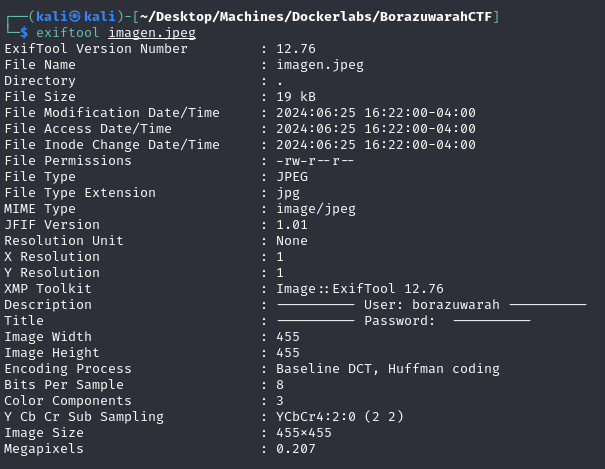 ┌──(kali㉿kali)-[~/Desktop/Machines/Dockerlabs/BorazuwarahCTF]
└─$ exiftool imagen.jpeg
ExifTool Version Number         : 12.76
File Name                       : imagen.jpeg
Directory                       : .
File Size                       : 19 kB
File Modification Date/Time     : 2024:06:25 16:22:00-04:00
File Access Date/Time           : 2024:06:25 16:22:00-04:00
File Inode Change Date/Time     : 2024:06:25 16:22:00-04:00
File Permissions                : -rw-r--r--
File Type                       : JPEG
File Type Extension             : jpg
MIME Type                       : image/jpeg
JFIF Version                    : 1.01
Resolution Unit                 : None
X Resolution                    : 1
Y Resolution                    : 1
XMP Toolkit                     : Image::ExifTool 12.76
Description                     : ---------- User: borazuwarah ----------
Title                           : ---------- Password:  ----------
Image Width                     : 455
Image Height                    : 455
Encoding Process                : Baseline DCT, Huffman coding
Bits Per Sample                 : 8
Color Components                : 3
Y Cb Cr Sub Sampling            : YCbCr4:2:0 (2 2)
Image Size                      : 455x455
Megapixels                      : 0.207